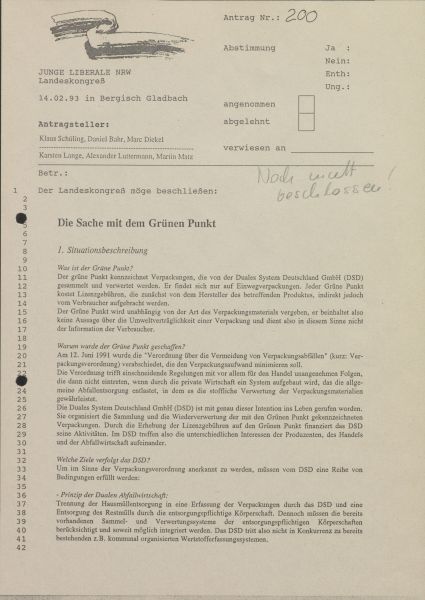 Antrag Nr.: 200
Abstimmung Ja :
Nein:
Enth:
Ung.:
JUNGE LIBERALE NRW
Landeskongreß
14.02.93 in Bergisch Gladbach
angenommen
abgelehnt
Antragsteller:
Klaus Schüling, Daniel Bahr, Marc Diekel
Karsten Lange, Alexander Luttermann, Martin Matz
verwiesen an
Betr.:
Noch nicht
beschlossen!
1 Der Landeskongreß möge beschließen:
2
3
5 Die Sache mit dem Grünen Punkt
6
7
8 1. Situationsbeschreibung
9
10 Was ist der Grüne Punkt?
11 Der grüne Punkt kennzeichnet Verpackungen, die von der Duales System Deutschland GmbH (DSD)
12 gesammelt und verwertet werden. Er findet sich nur auf Einwegverpackungen. Jeder Grüne Punkt
13 kostet Lizenzgebühren, die zunächst von dem Hersteller des betreffenden Produkts, indirekt jedoch
14 vom Verbraucher aufgebracht werden.
15 Der Grüne Punkt wird unabhängig von der Art des Verpackungsmaterials vergeben, er beinhaltet also
16 keine Aussage über die Umweltverträglichkeit einer Verpackung und dient also in diesem Sinne nicht
17 der Information der Verbraucher.
18
19 Warum wurde der Grüne Punkt geschaffen?
20 Am 12. Juni 1991 wurde die "Verordnung über die Vermeidung von Verpackungsabfällen" (kurz: Ver-
21 packungsverordnung) verabschiedet, die den Verpackungsaufwand minimieren soll.
22 Die Verordnung trifft einschneidende Regelungen mit vor allem für den Handel unangenehmen Folgen,
die dann nicht eintreten, wenn durch die private Wirtschaft ein System aufgebaut wird, das die allge-
24 meine Abfallentsorgung entlastet, in dem es die stoffliche Verwertung der Verpackungsmaterialien
25 gewährleistet.
26 Die Duales System Deutschland GmbH (DSD) ist mit genau dieser Intention ins Leben gerufen worden.
27 Sie organisiert die Sammlung und die Wiederverwertung der mit den Grünen Punkt gekennzeichneten
28 Verpackungen. Durch die Erhebung der Lizenzgebühren auf den Grünen Punkt finanziert das DSD
29 seine Aktivitäten. Im DSD treffen also die unterschiedlichen Interessen der Produzenten, des Handels
30 und der Abfallwirtschaft aufeinander.
31
32 Welche Ziele verfolgt das DSD?
33 Um im Sinne der Verpackungsverordnung anerkannt zu werden, müssen vom DSD eine Reihe von
34 Bedingungen erfüllt werden:
35
36 - Prinzip der Dualen Abfallwirtschaft:
37 Trennung der Hausmüllentsorgung in eine Erfassung der Verpackungen durch das DSD und eine
38 Entsorgung des Restmülls durch die entsorgungspflichtige Körperschaft. Dennoch müssen die bereits
39 vorhandenen Sammel- und Verwertungssysteme der entsorgungspflichtigen Körperschaften
40 berücksichtigt und soweit möglich integriert werden. Das DSD tritt also nicht in Konkurrenz zu bereits
41 bestehenden z.B. kommunal organisierten Wertstofferfassungssystemen.
42